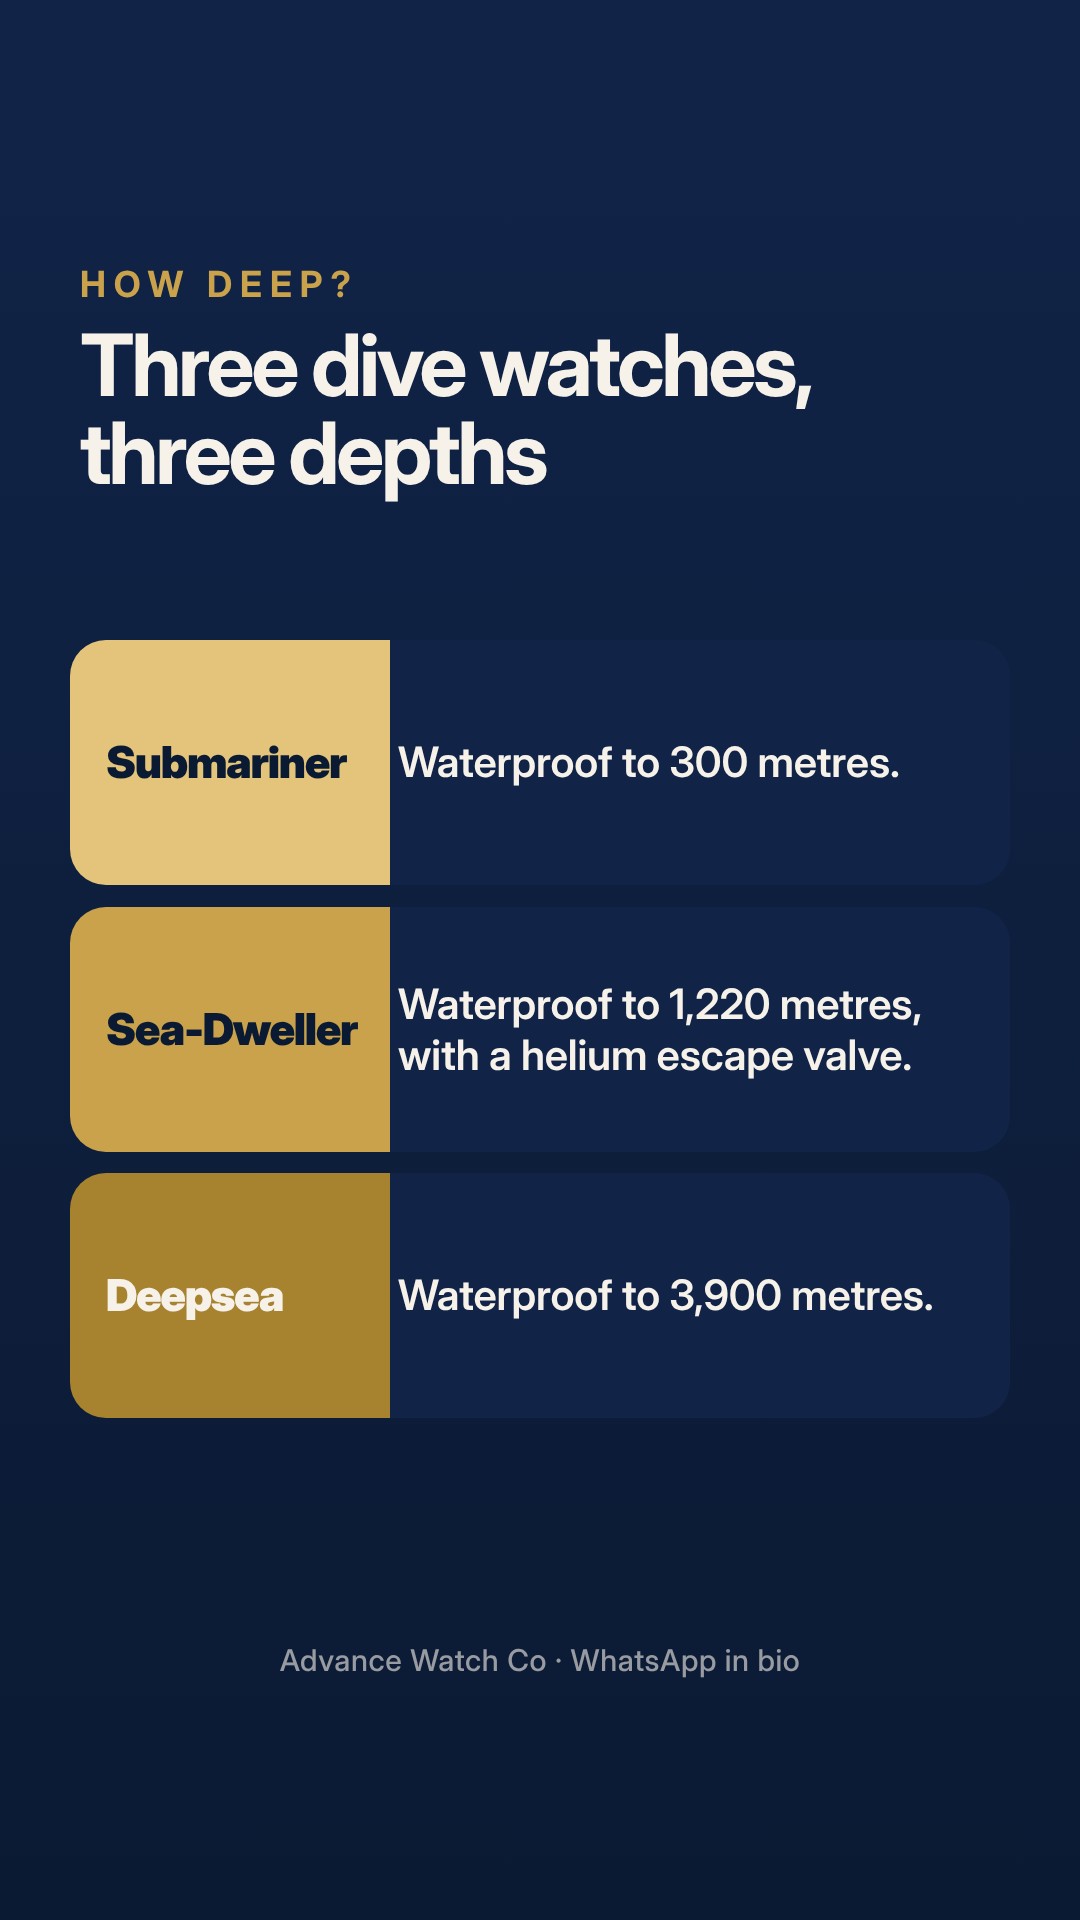 HOW DEEP?
Three dive watches,
three depths
Submariner
Waterproof to 300 metres.
Sea-Dweller
Waterproof to 1,220 metres,
with a helium escape valve.
Deepsea
Waterproof to 3,900 metres.
Advance Watch Co · WhatsApp in bio